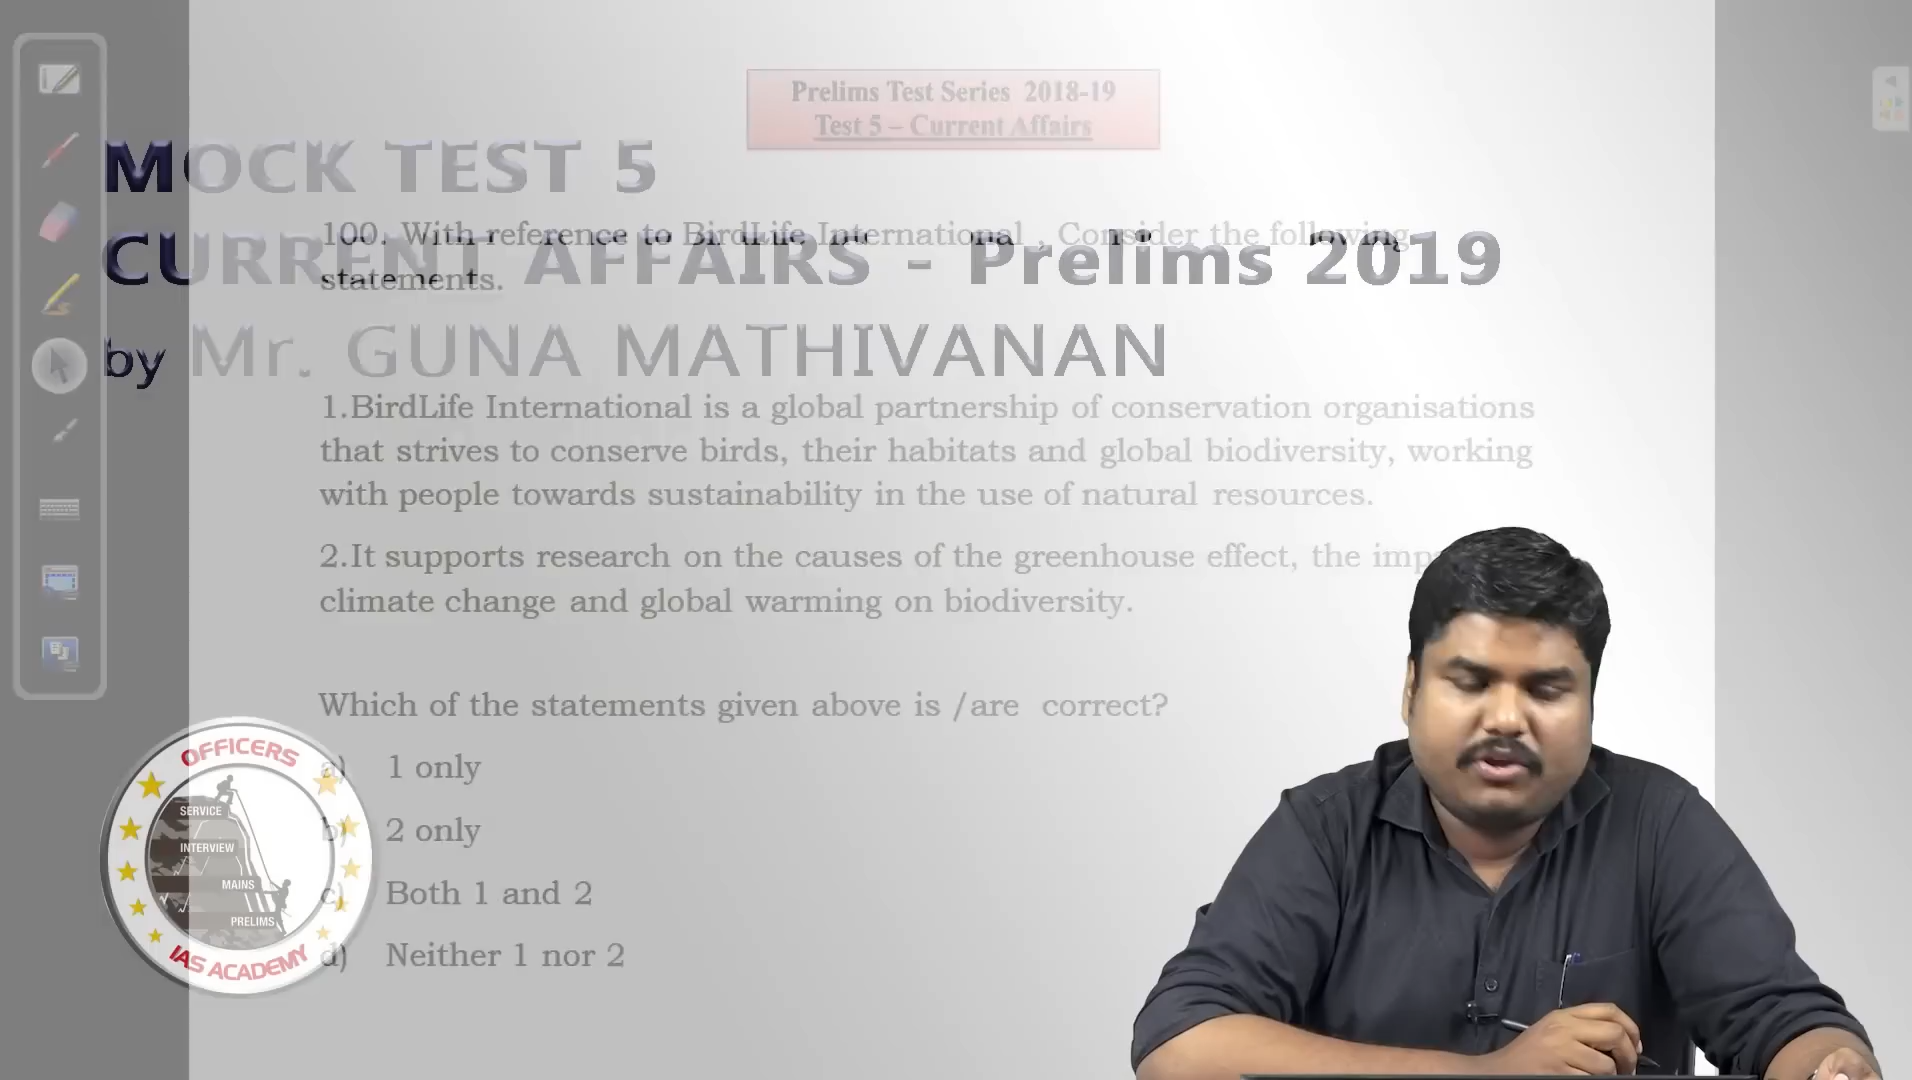 Prelims Test Series 2018-19
Test 5 – Current Affairs
MOCK TEST 5
CURRENT AFFAIRS - Prelims 2019
by Mr. GUNA MATHIVANAN
100. With reference to BirdLife International , Consider the following
statements.
1.BirdLife International is a global partnership of conservation organisations
that strives to conserve birds, their habitats and global biodiversity, working
with people towards sustainability in the use of natural resources.
2.It supports research on the causes of the greenhouse effect, the
climate change and global warming on biodiversity.
Which of the statements given above is /are correct?
a) 1 only
b) 2 only
c) Both 1 and 2
d) Neither 1 nor 2
OFFICERS
SERVICE
INTERVIEW
MAINS
PRELIMS
IAS ACADEMY